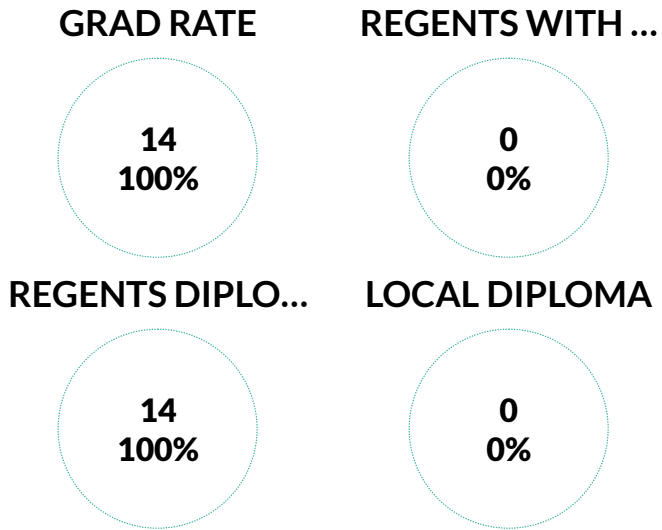 GRAD RATE
14
100%
REGENTS WITH ...
0
0%
REGENTS DIPLO...
14
100%
LOCAL DIPLOMA
0
0%